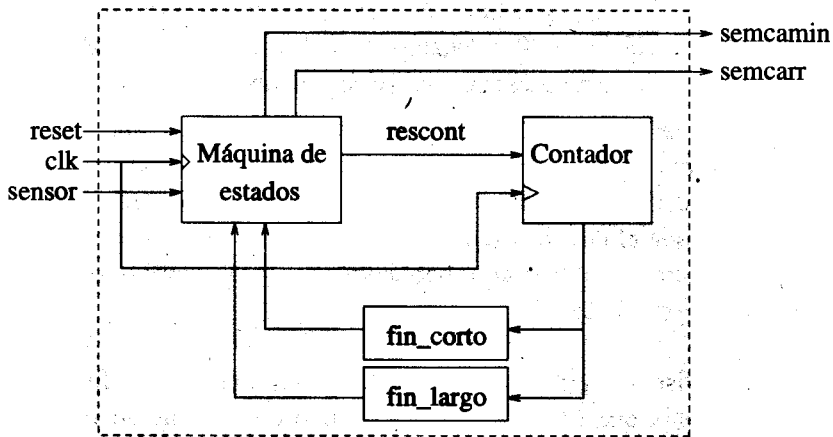 semcamin
semcarr
reset
clk
sensor
Máquina de
estados
rescont
Contador
fin_corto
fin_largo